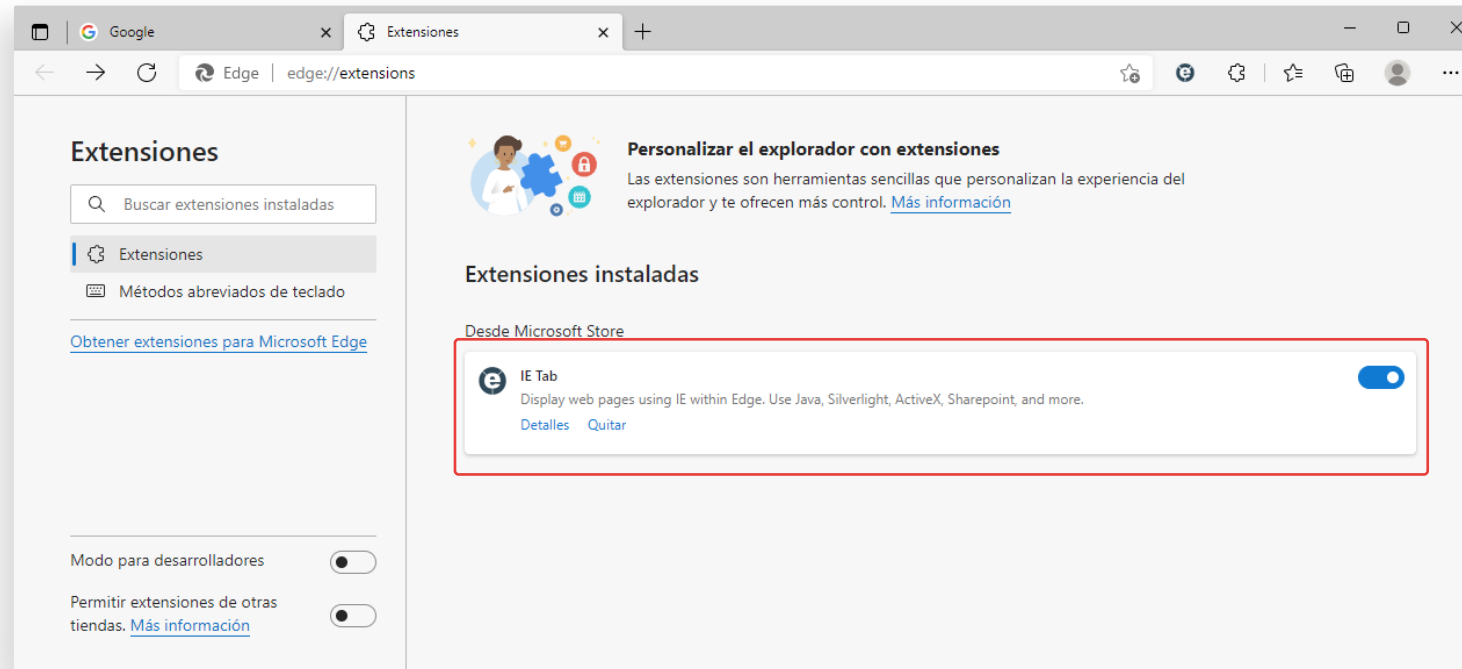 Google
Extensiones
Edge
edge://extensions
Extensiones
Buscar extensiones instaladas
Extensiones
Métodos abreviados de teclado
Obtener extensiones para Microsoft Edge
Modo para desarrolladores
Permitir extensiones de otras
tiendas. Más información
Personalizar el explorador con extensiones
Las extensiones son herramientas sencillas que personalizan la experiencia del
explorador y te ofrecen más control. Más información
Extensiones instaladas
Desde Microsoft Store
IE Tab
Display web pages using IE within Edge. Use Java, Silverlight, ActiveX, Sharepoint, and more.
Detalles Quitar